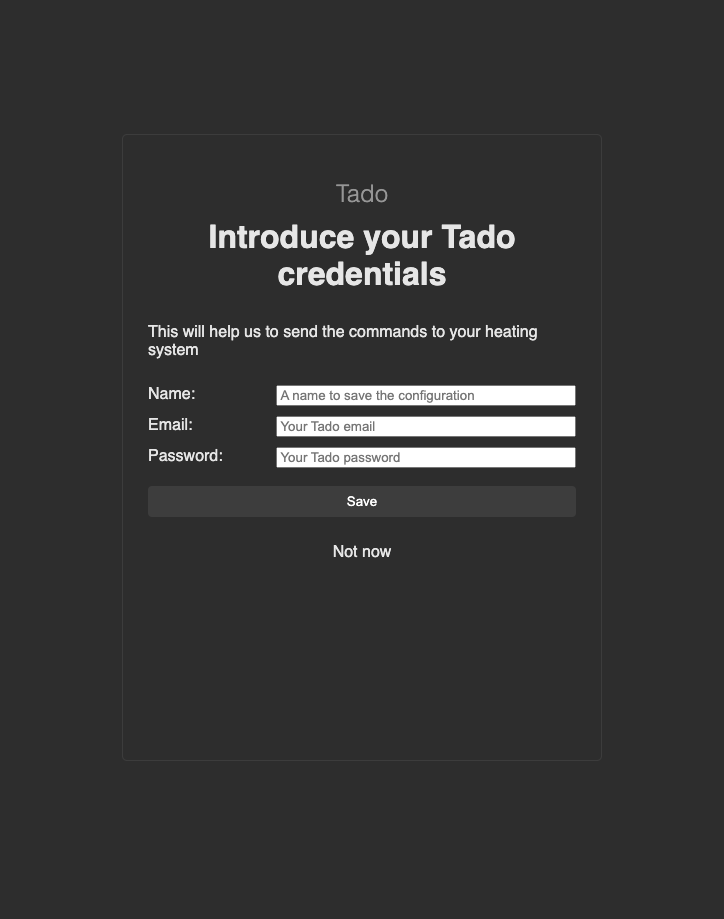 Tado
Introduce your Tado
credentials
This will help us to send the commands to your heating
system
Name:
A name to save the configuration
Email:
Your Tado email
Password:
Your Tado password
Save
Not now